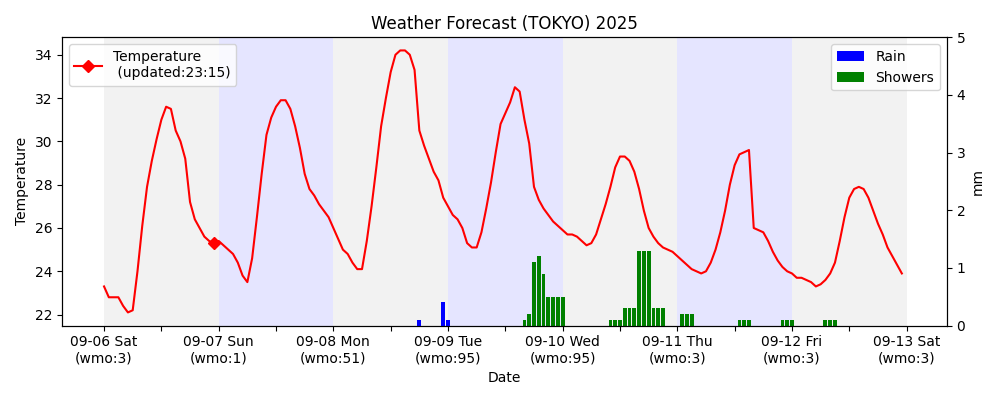 Weather Forecast (TOKYO) 2025
Temperature
(updated:23:15)
Rain
Showers
34
32
30
28
26
24
22
Temperature
5
4
3
2
1
0
mm
09-06 Sat
(wmo:3)
09-07 Sun
(wmo:1)
09-08 Mon
(wmo:51)
09-09 Tue
(wmo:95)
09-10 Wed
(wmo:95)
09-11 Thu
(wmo:3)
09-12 Fri
(wmo:3)
09-13 Sat
(wmo:3)
Date